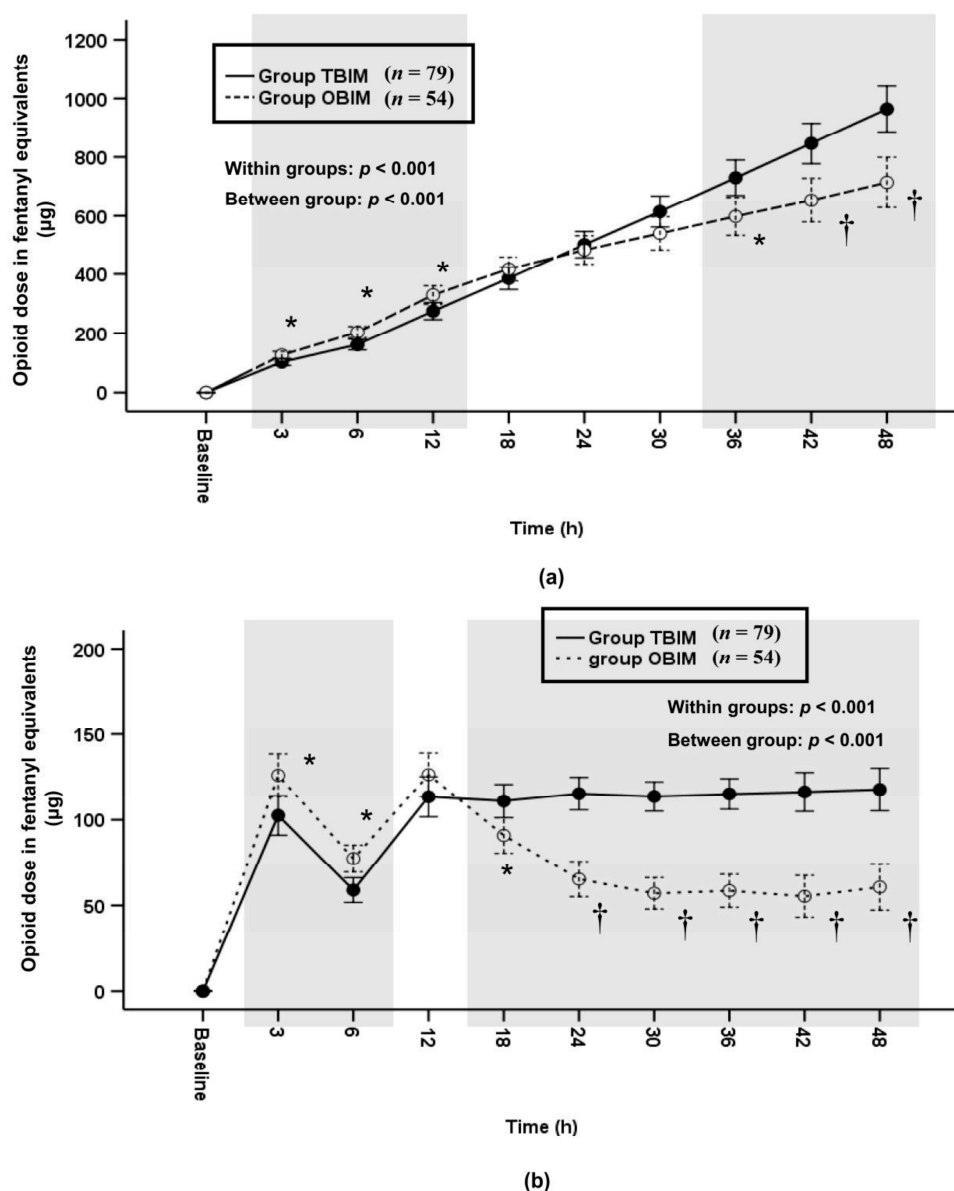 1200
1000
800
600
400
200
0
Opioid dose in fentanyl equivalents
(µg)
Group TBIM (n = 79)
Group OBIM (n = 54)
Within groups: p < 0.001
Between group: p < 0.001
* * * * † †
Baseline 3 6 12 18 24 30 36 42 48
Time (h)
(a)
200
150
100
50
0
Opioid dose in fentanyl equivalents
(µg)
Group TBIM (n = 79)
group OBIM (n = 54)
Within groups: p < 0.001
Between group: p < 0.001
* * * † † † † †
Baseline 3 6 12 18 24 30 36 42 48
Time (h)
(b)